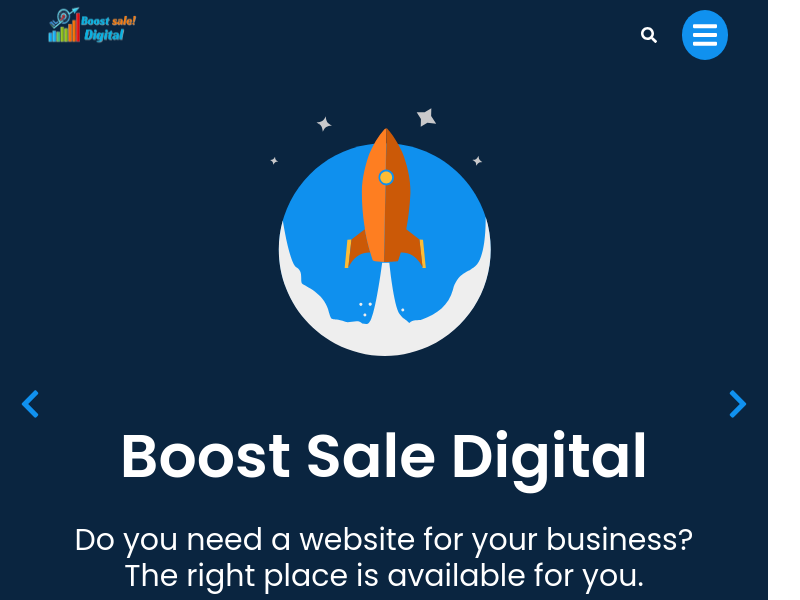 Boost sale!
Digital
Boost Sale Digital
Do you need a website for your business?
The right place is available for you.